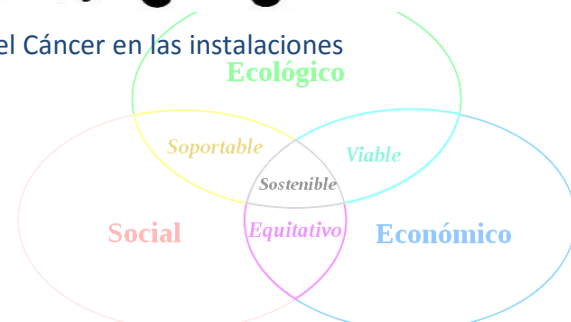 el Cáncer en las instalaciones
Ecológico
Soportable
Viable
Sostenible
Social
Equitativo
Económico